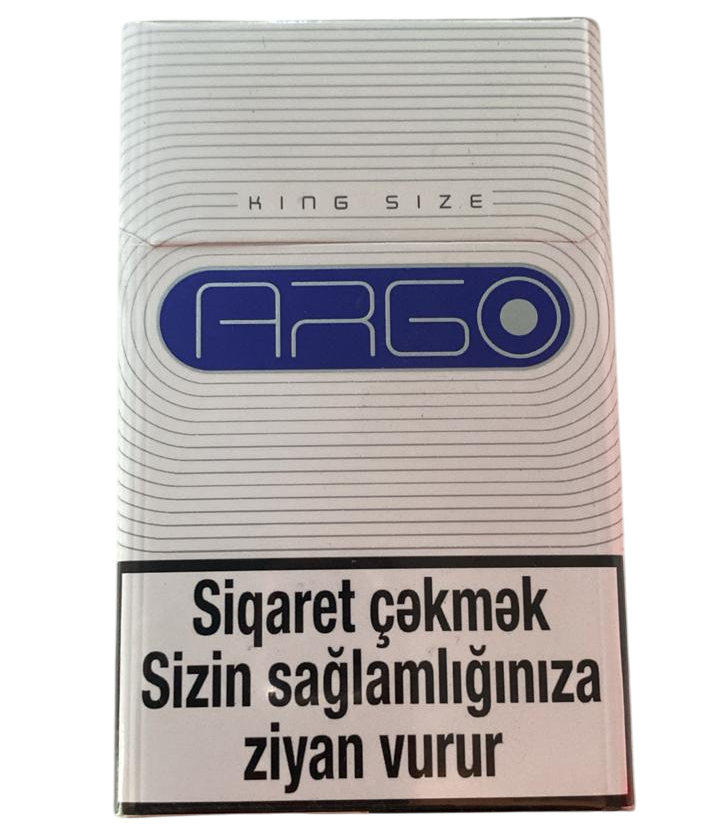 KING SIZE
ARGO
Siqaret çəkmək
Sizin sağlamlığınıza
ziyan vurur